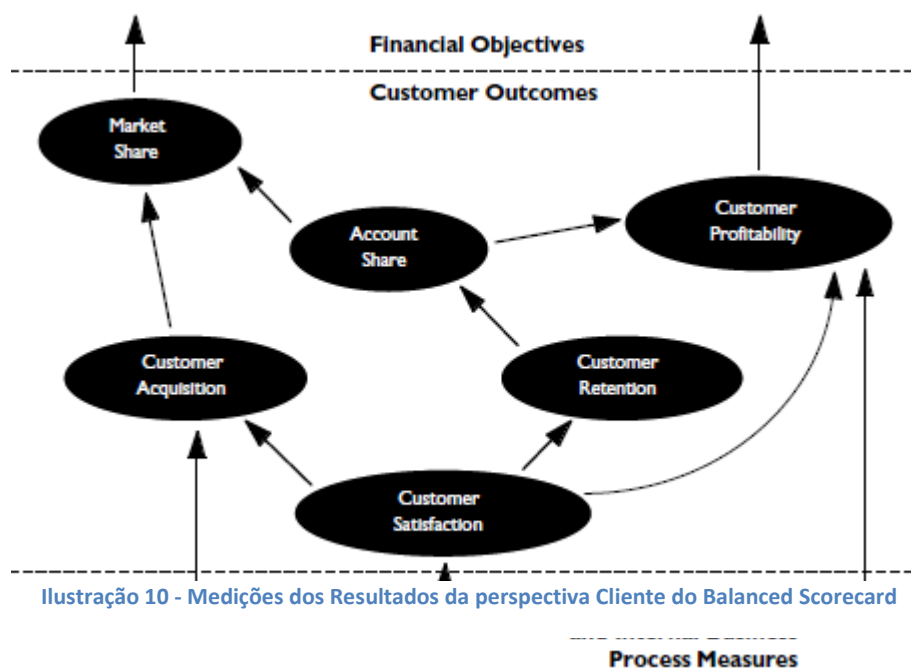 Financial Objectives
Customer Outcomes
Market
Share
Account
Share
Customer
Profitability
Customer
Acquisition
Customer
Retention
Customer
Satisfaction
Ilustração 10 - Medições dos Resultados da perspectiva Cliente do Balanced Scorecard
Process Measures